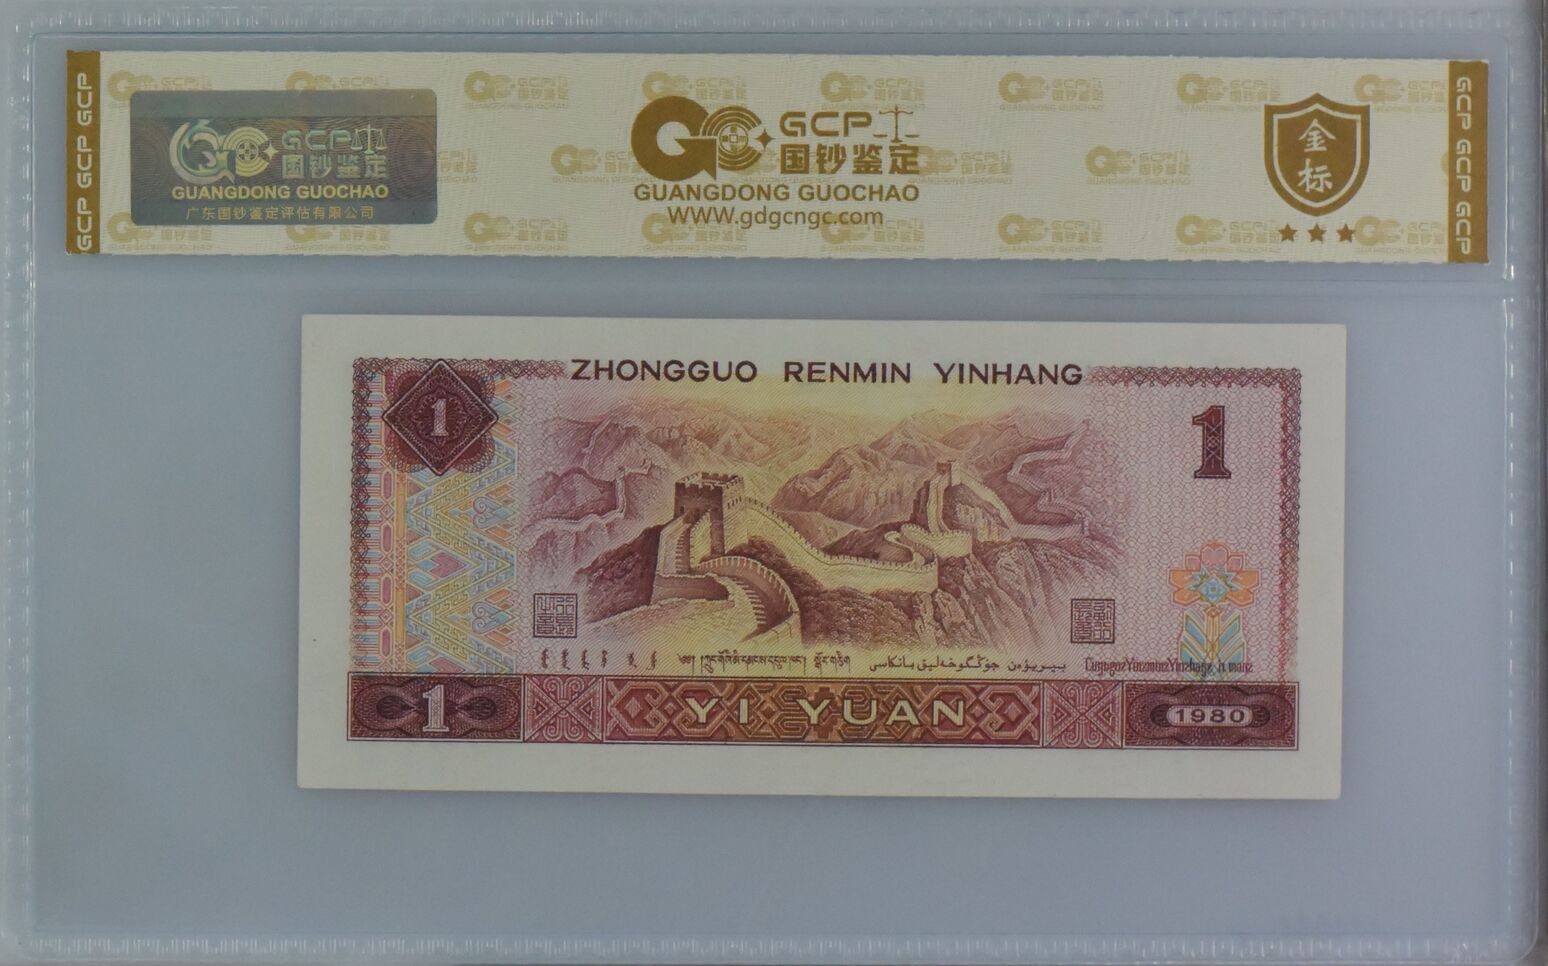 GCP GCP GCP
GCP
国钞鉴定
GUANGDONG GUOCHAO
广东国钞鉴定评估有限公司
GCP
国钞鉴定
GUANGDONG GUOCHAO
WWW.gdgcngc.com
金标
GCP GCP GCP
ZHONGGUO RENMIN YINHANG
1
1
1
YI YUAN
1980